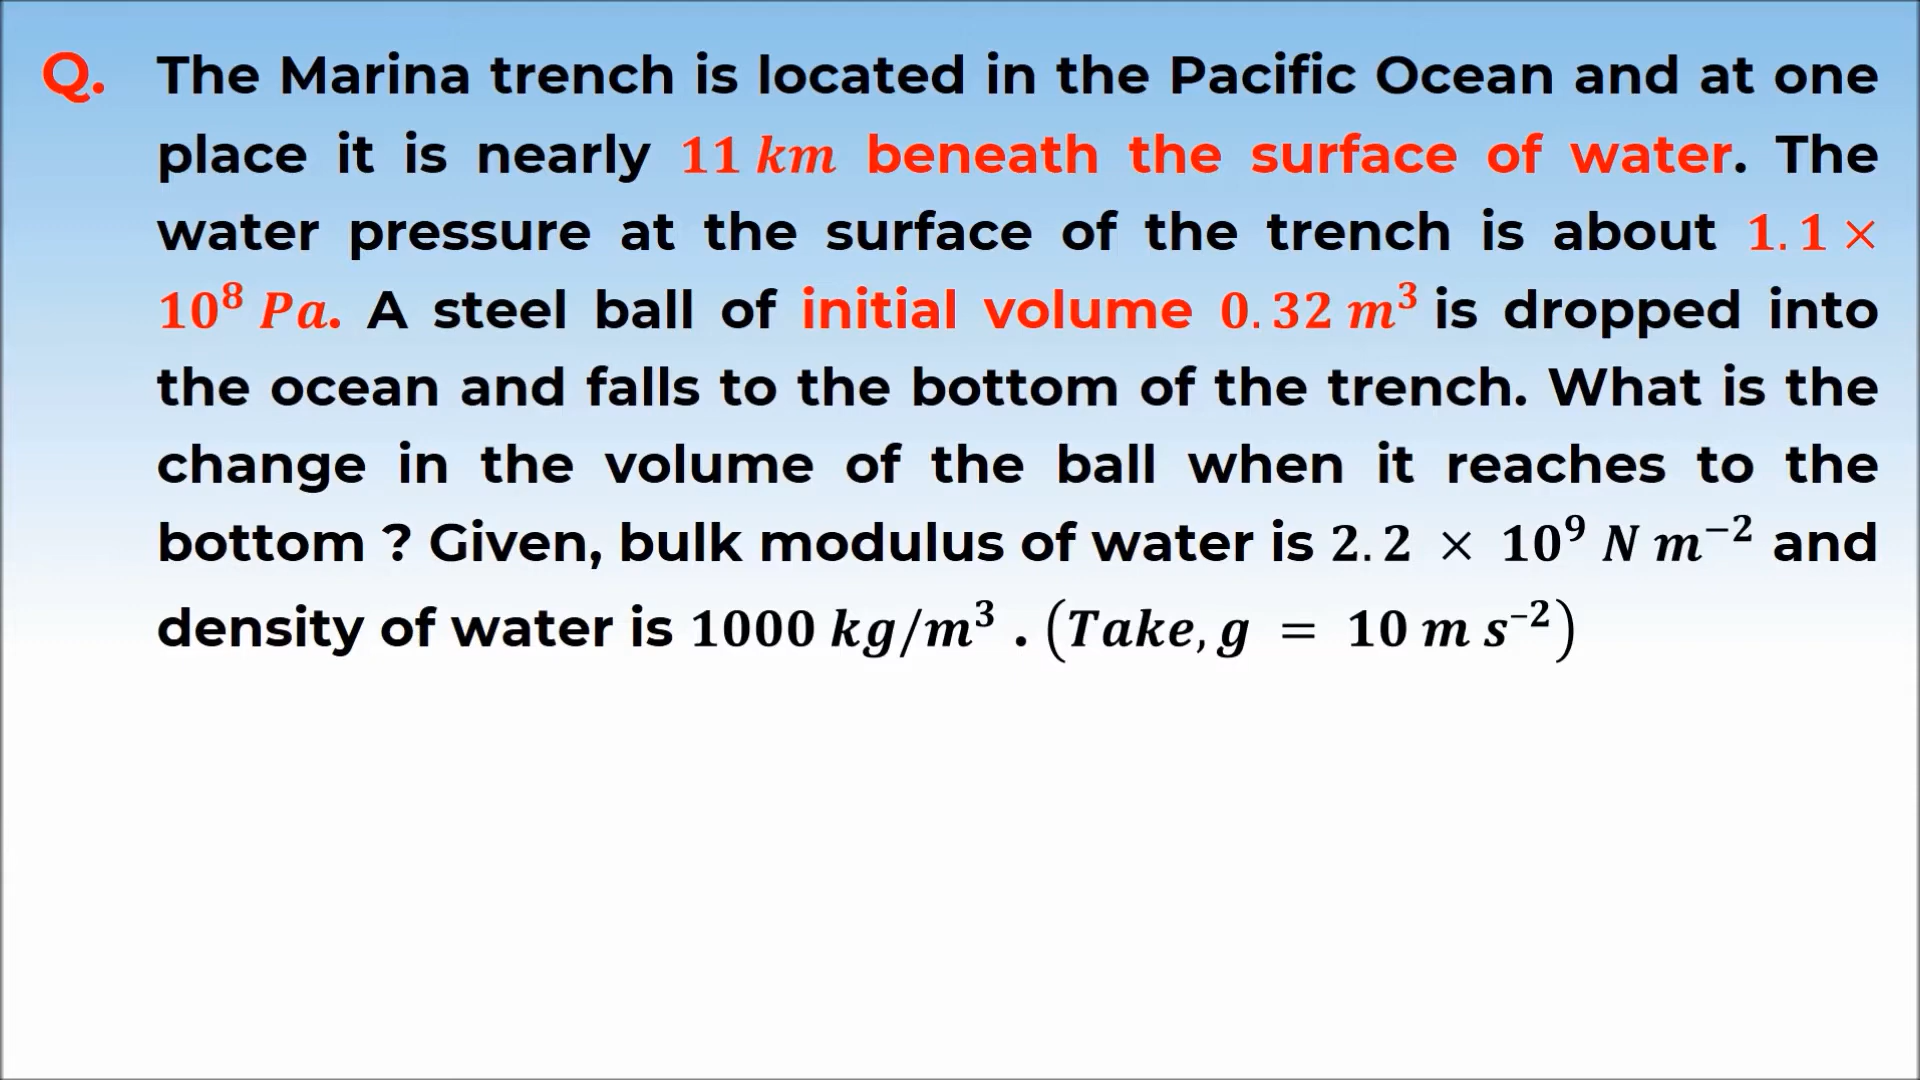 Q. The Marina trench is located in the Pacific Ocean and at one
place it is nearly 11 km beneath the surface of water. The
water pressure at the surface of the trench is about 1.1 ×
10⁸ Pa. A steel ball of initial volume 0.32 m³ is dropped into
the ocean and falls to the bottom of the trench. What is the
change in the volume of the ball when it reaches to the
bottom ? Given, bulk modulus of water is 2.2 × 10⁹ N m⁻² and
density of water is 1000 kg/m³ . (Take, g = 10 m s⁻²)